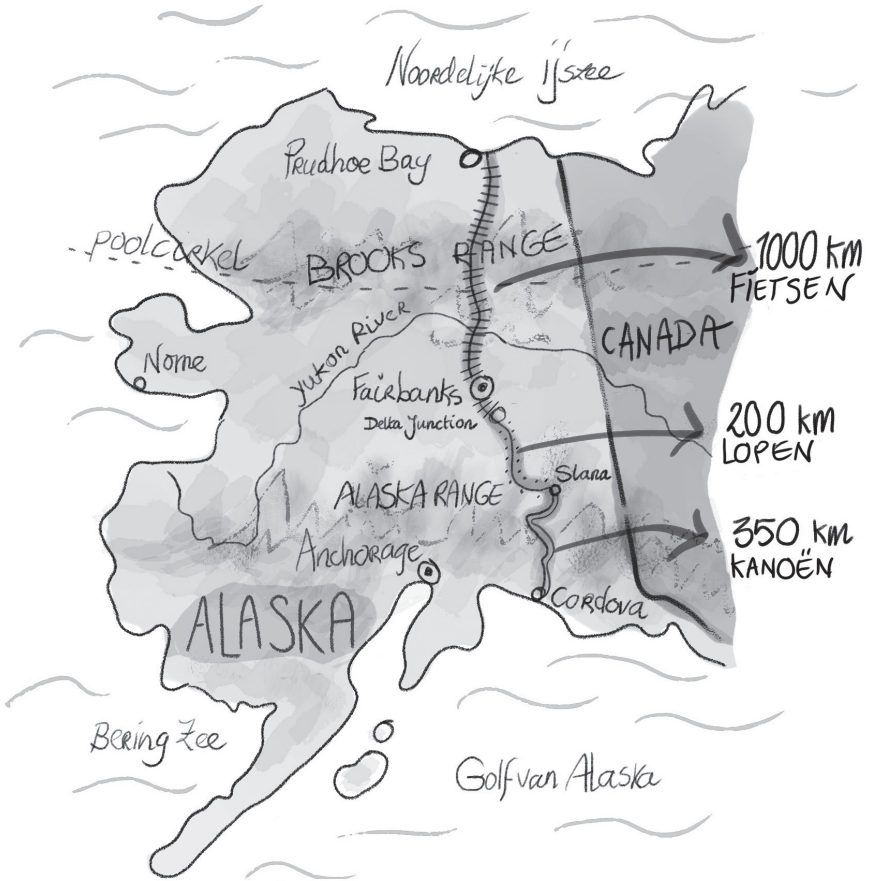 Noordelijke ijszee
Prudhoe Bay
POOLCIRKEL
BROOKS RANGE
1000 km
FIETSEN
CANADA
Yukon River
Nome
Fairbanks
Delta Junction
200 km
LOPEN
Slana
ALASKA RANGE
350 km
KANOËN
Anchorage
Cordova
ALASKA
Bering Zee
Golf van Alaska